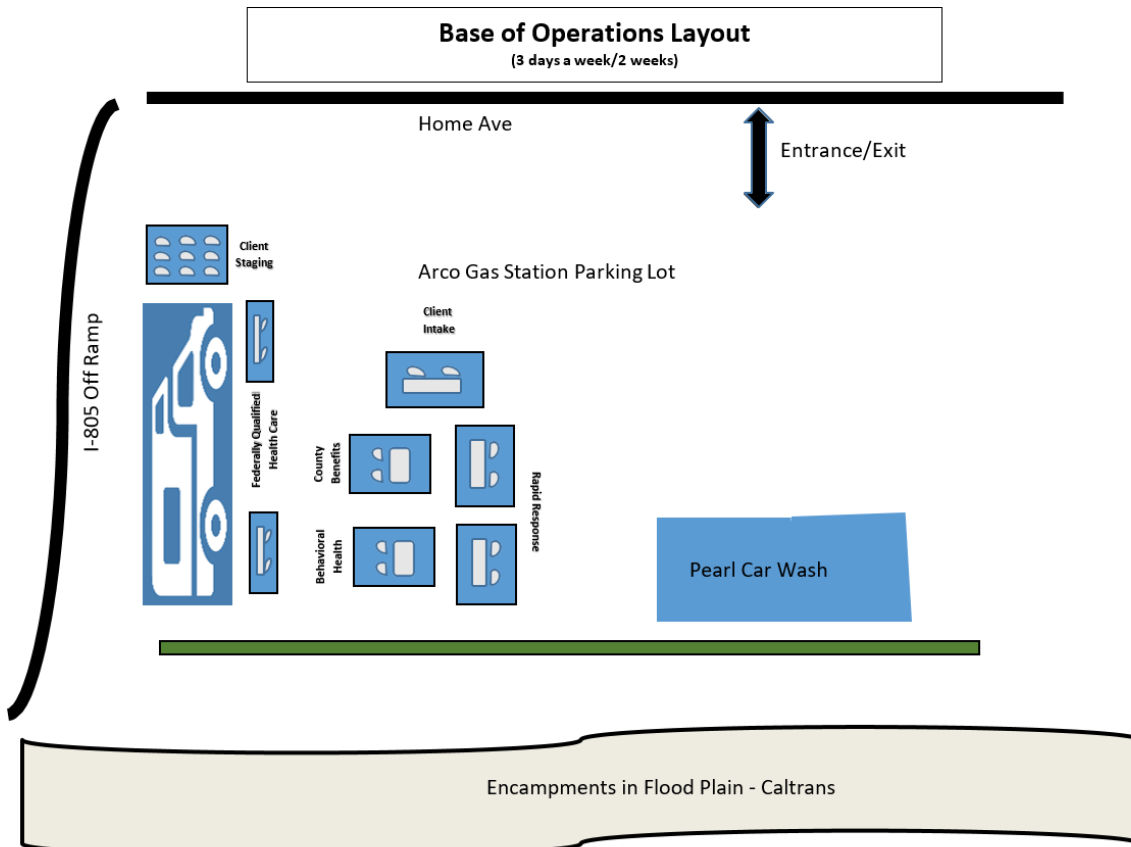 Base of Operations Layout
(3 days a week/2 weeks)
Home Ave
Entrance/Exit
Client
Staging
Arco Gas Station Parking Lot
Client
Intake
I-805 Off Ramp
Federally Qualified
Health Care
County
Benefits
Rapid Response
Behavioral
Health
Pearl Car Wash
Encampments in Flood Plain - Caltrans